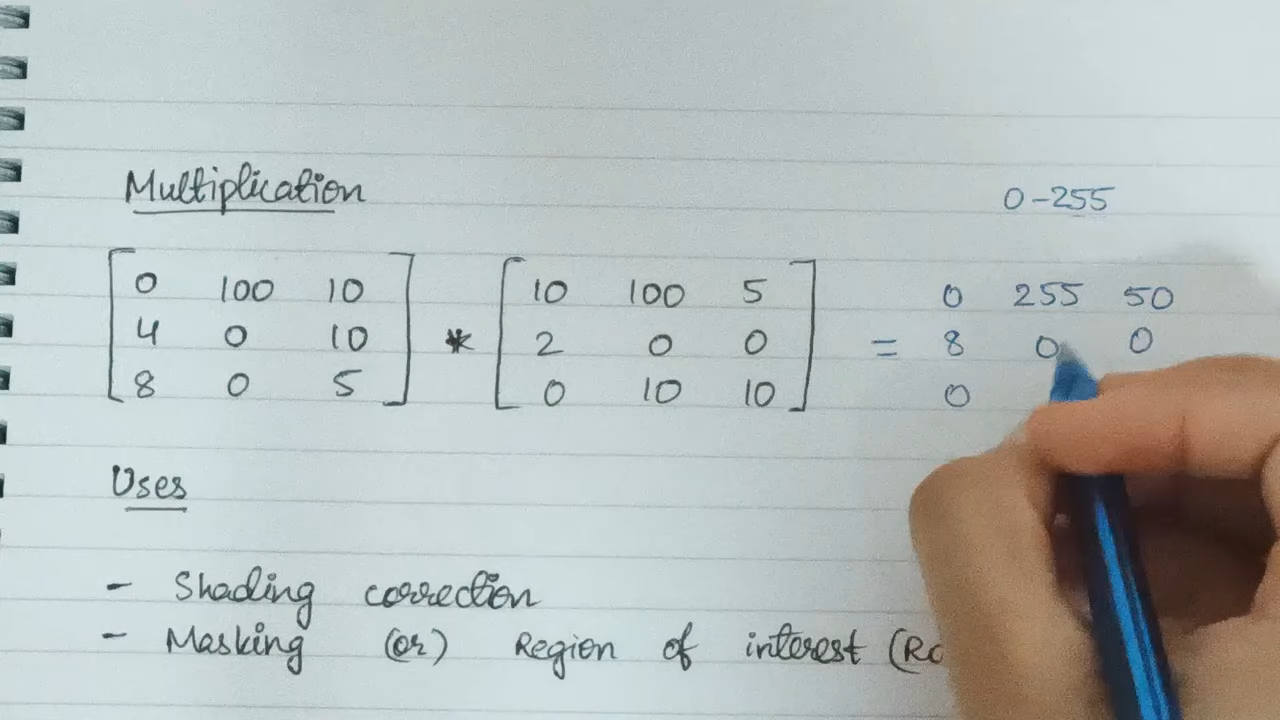 Multiplication
0-255
0 100 10 10 100 5 0 255 50
4 0 10 * 2 0 0 = 8 0 0
8 0 5 0 10 10 0
Uses
- Shading correction
- Masking (or) Region of interest (Ro